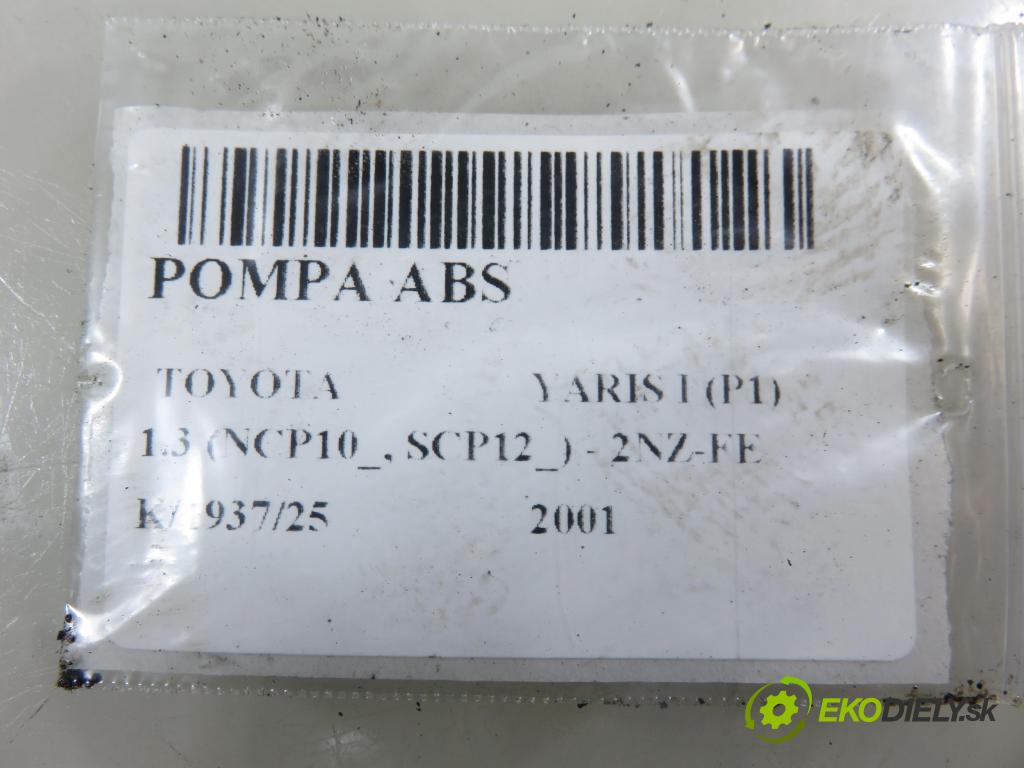 POMPA ABS
TOYOTA YARIS I (P1)
1.3 (NCP10_, SCP12_) - 2NZ-FE
2001
EKODIELY.sk